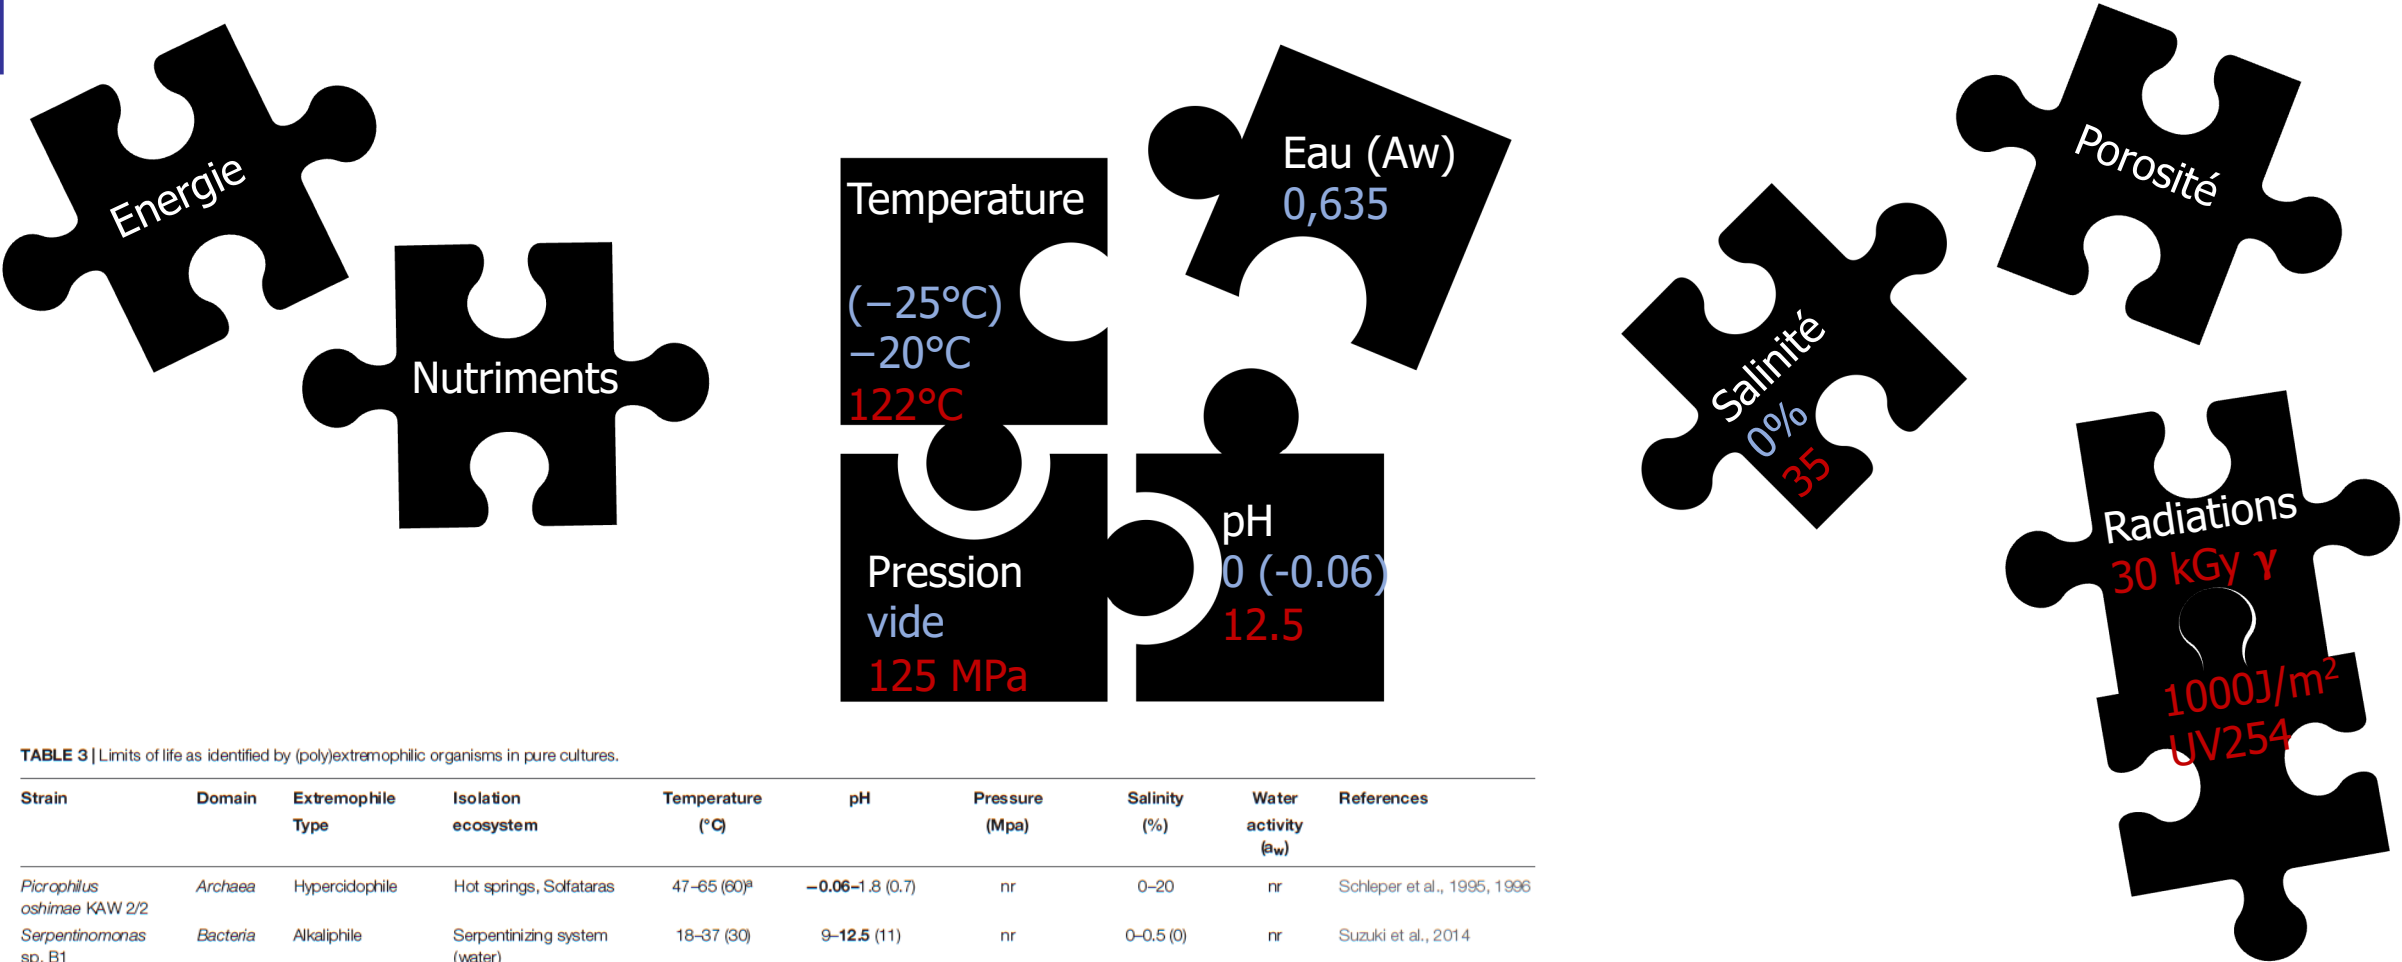 Energie
Nutriments
Temperature
(−25°C)
−20°C
122°C
Eau (Aw)
0,635
Pression
vide
125 MPa
pH
0 (-0.06)
12.5
Salinité
0%
35
Porosité
Radiations
30 kGy γ
1000J/m²
UV254
TABLE 3 | Limits of life as identified by (poly)extremophilic organisms in pure cultures.
Strain Domain Extremophile Isolation Temperature pH Pressure Salinity Water References
Type ecosystem (°C) (Mpa) (%) activity
(aw)
Picrophilus Archaea Hypercidophile Hot springs, Solfataras 47–65 (60)ᵃ −0.06–1.8 (0.7) nr 0–20 nr Schleper et al., 1995, 1996
oshimae KAW 2/2
Serpentinomonas Bacteria Alkaliphile Serpentinizing system 18–37 (30) 9–12.5 (11) nr 0–0.5 (0) nr Suzuki et al., 2014
sp. B1 (water)